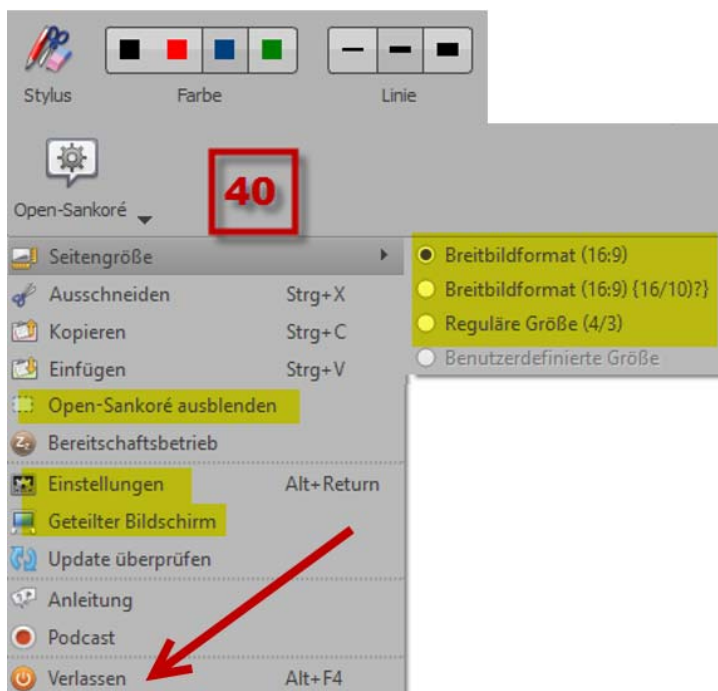 Stylus Farbe Linie
40
Open-Sankoré
Seitengröße
Breitbildformat (16:9)
Ausschneiden Strg+X
Breitbildformat (16:9) {16/10)?}
Kopieren Strg+C
Reguläre Größe (4/3)
Einfügen Strg+V
Benutzerdefinierte Größe
Open-Sankoré ausblenden
Zz Bereitschaftsbetrieb
Einstellungen Alt+Return
Geteilter Bildschirm
Update überprüfen
Anleitung
Podcast
Verlassen Alt+F4